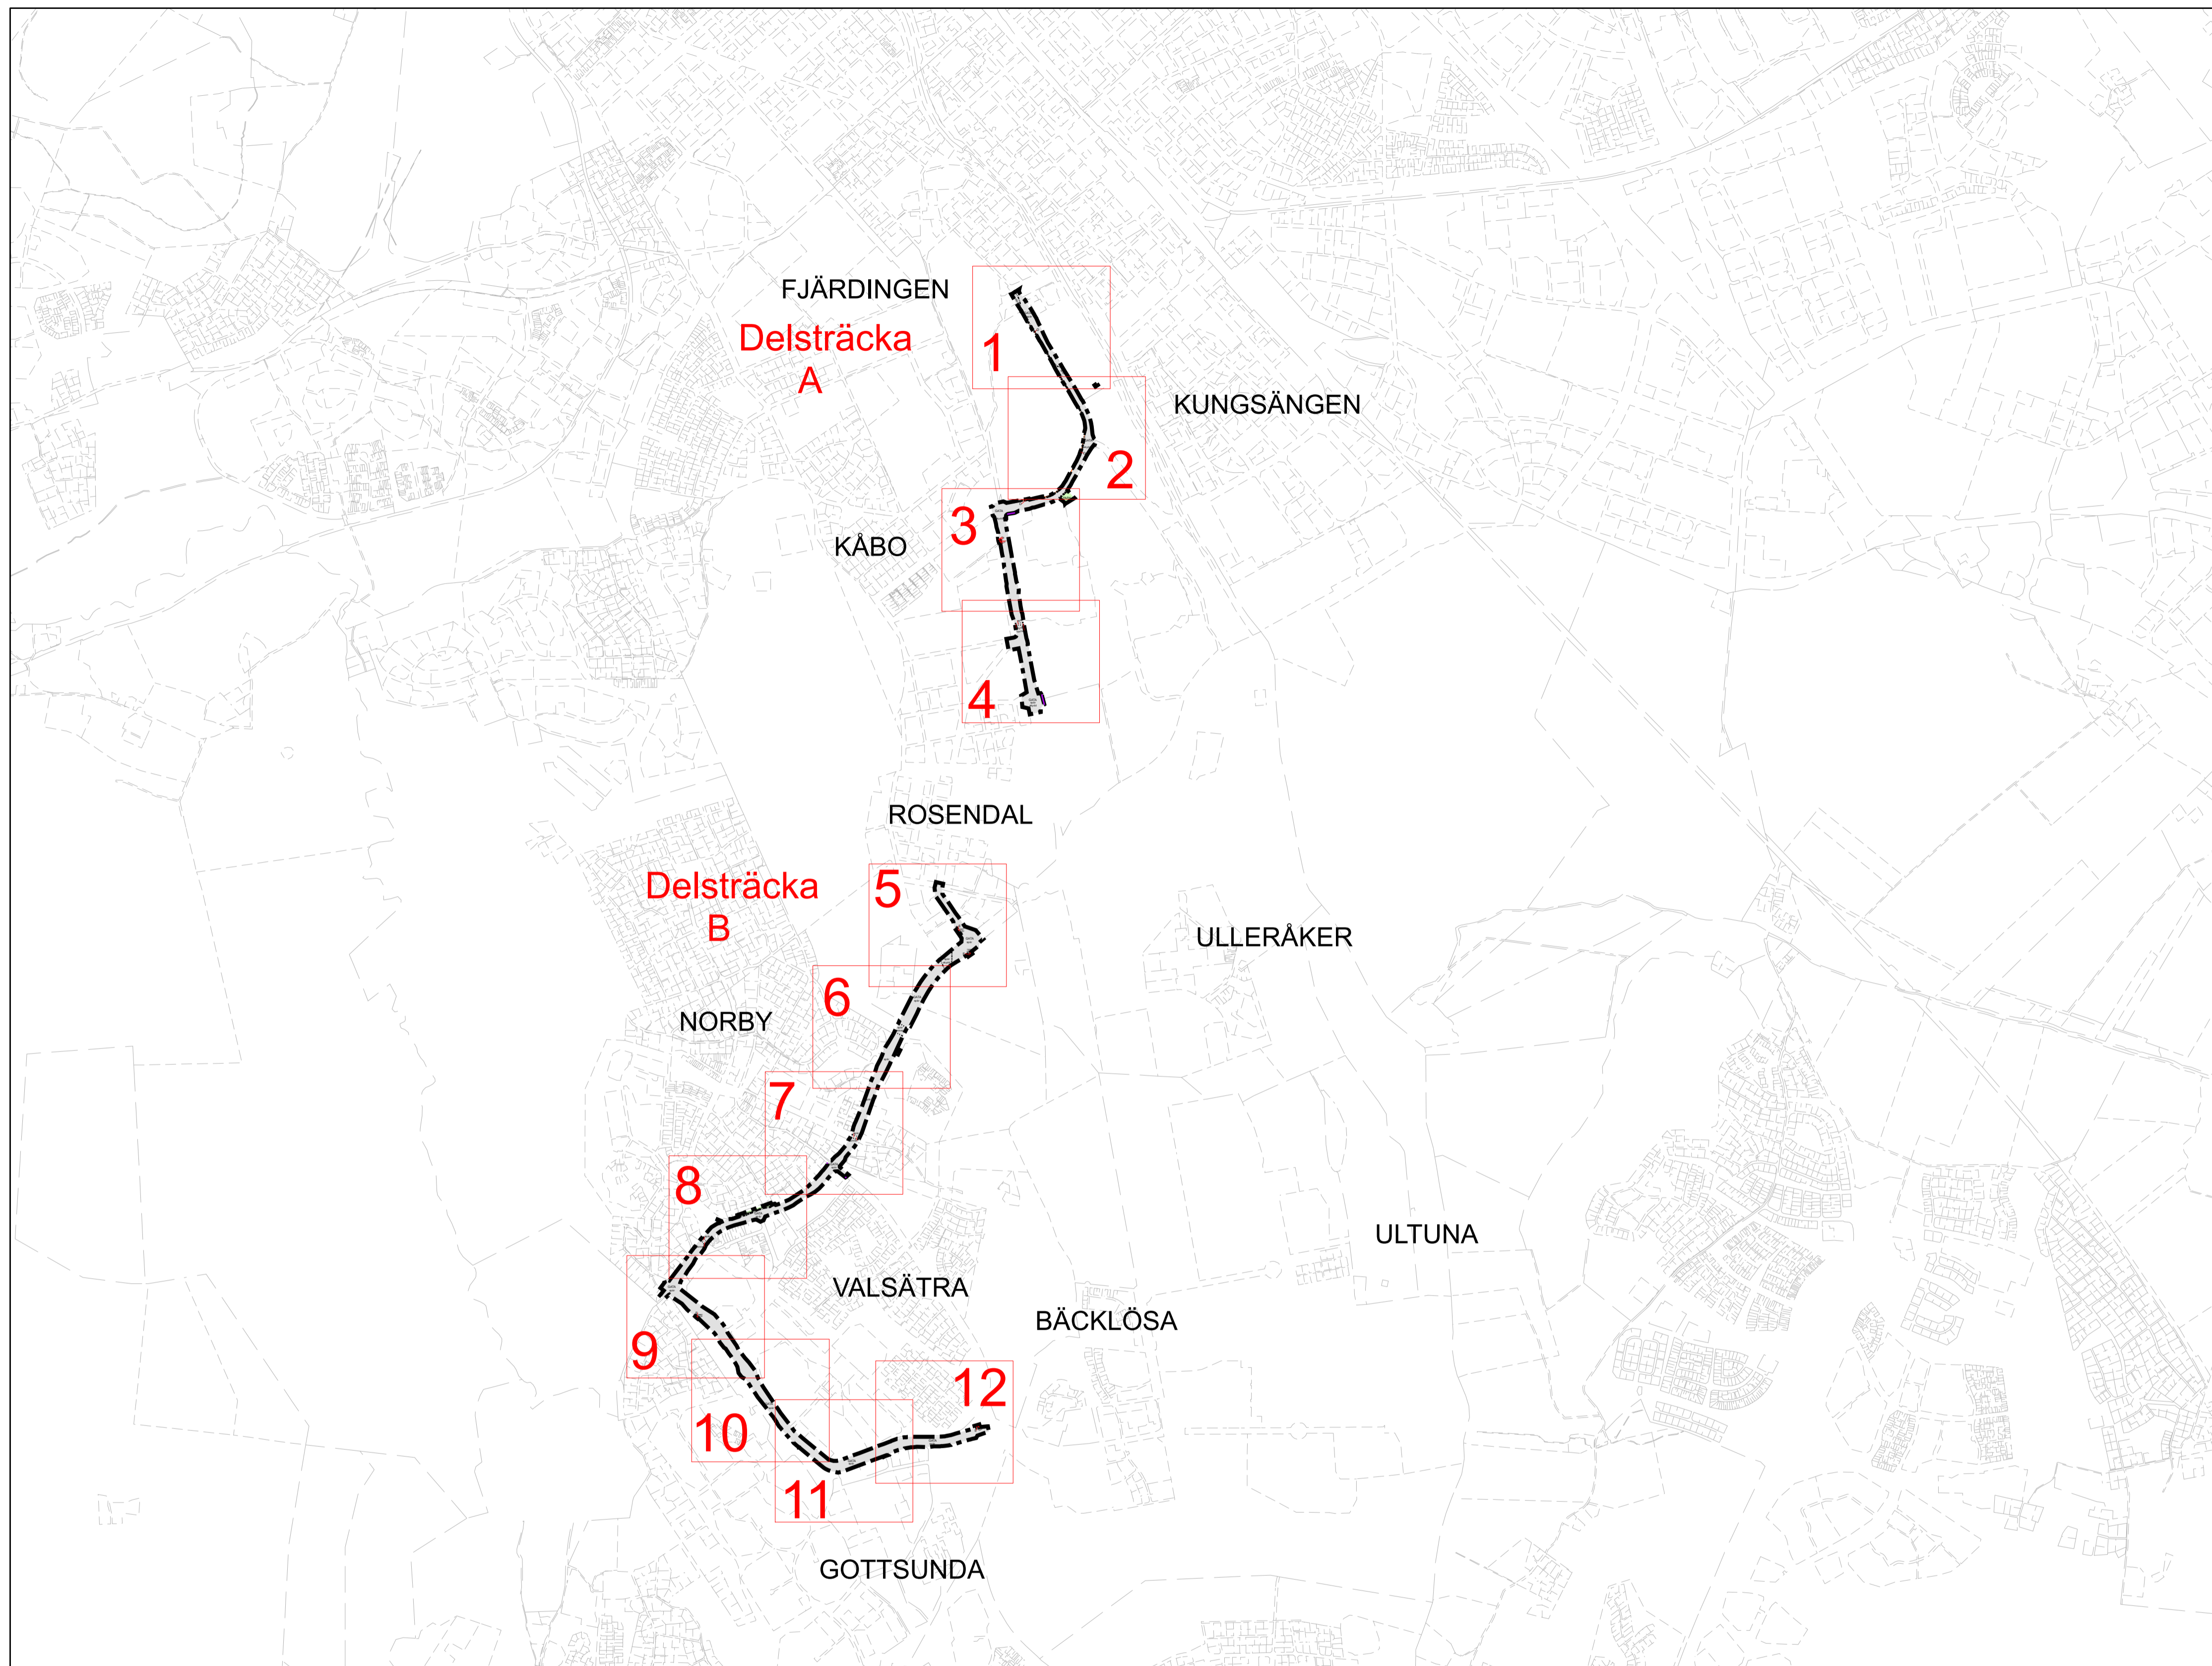 FJÄRDINGEN
Delsträcka
A
1
KUNGSÄNGEN
2
3
KÅBO
4
ROSENDAL
Delsträcka
B
5
ULLERÅKER
6
NORBY
7
8
ULTUNA
VALSÄTRA
BÄCKLÖSA
9
12
10
11
GOTTSUNDA